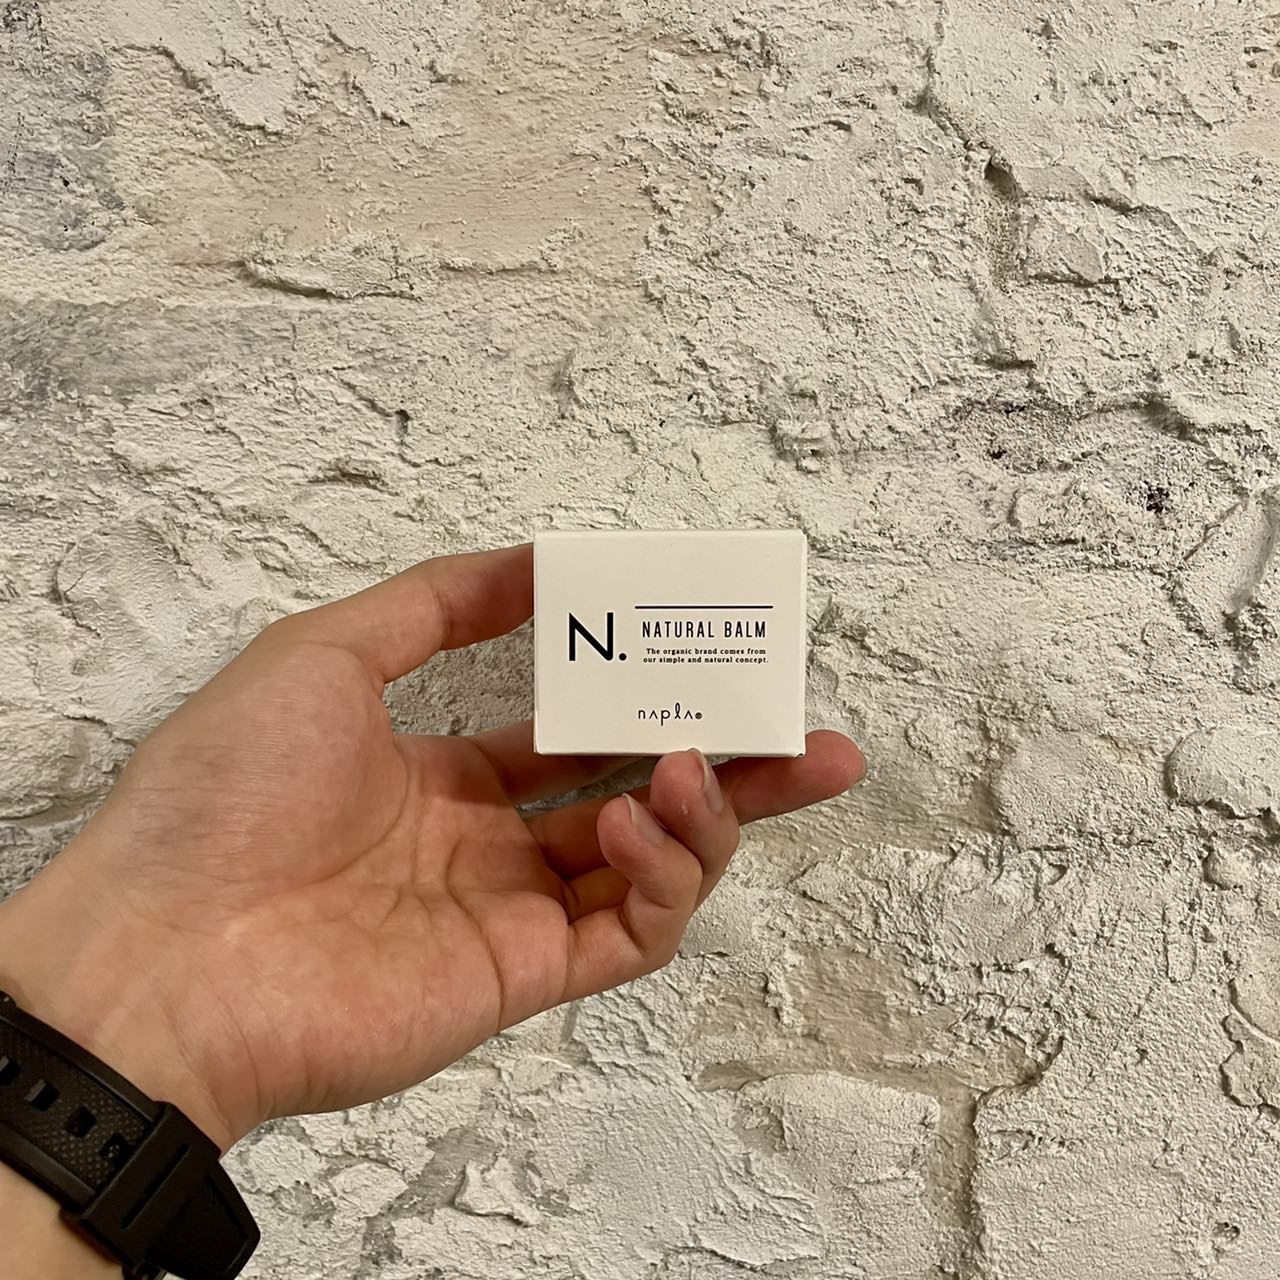 N.
NATURAL BALM
The organic brand comes from
our simple and natural concept.
napla®